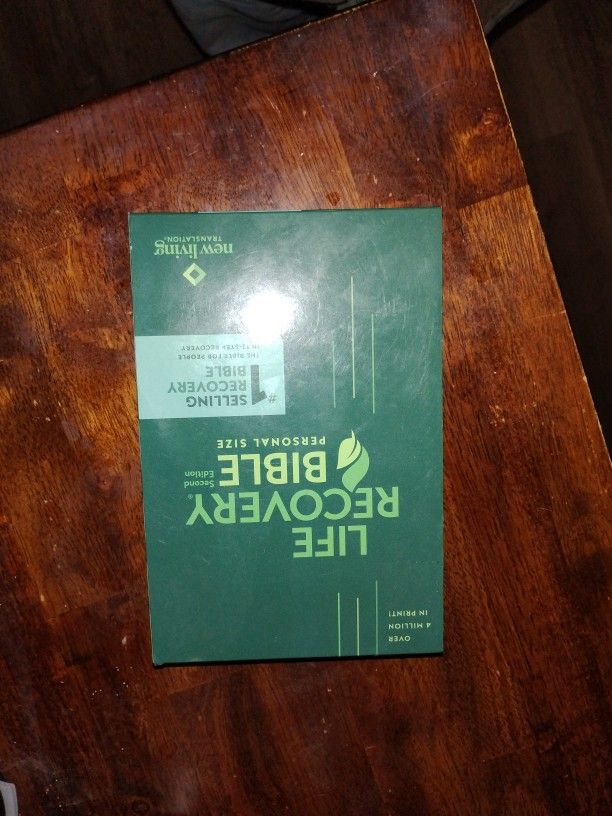 OVER
4 MILLION
IN PRINT!
LIFE
RECOVERY®
BIBLE
Second
Edition
PERSONAL SIZE
#1
SELLING
RECOVERY
BIBLE
THE BIBLE FOR PEOPLE
IN 12-STEP RECOVERY
new living
TRANSLATION.